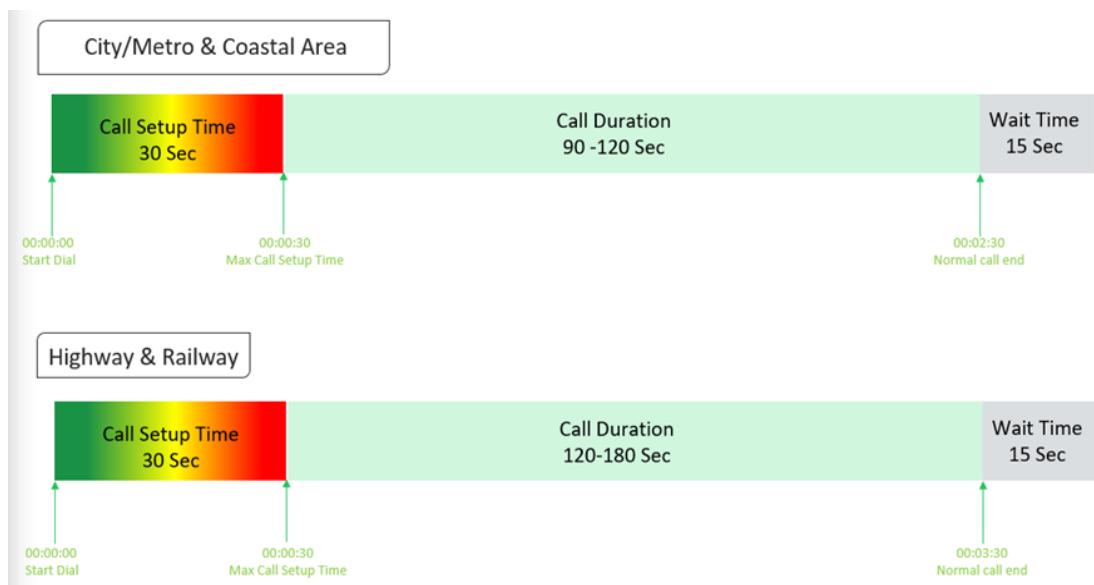 City/Metro & Coastal Area
Call Setup Time
30 Sec
Call Duration
90 -120 Sec
Wait Time
15 Sec
00:00:00
Start Dial
00:00:30
Max Call Setup Time
00:02:30
Normal call end
Highway & Railway
Call Setup Time
30 Sec
Call Duration
120-180 Sec
Wait Time
15 Sec
00:00:00
Start Dial
00:00:30
Max Call Setup Time
00:03:30
Normal call end